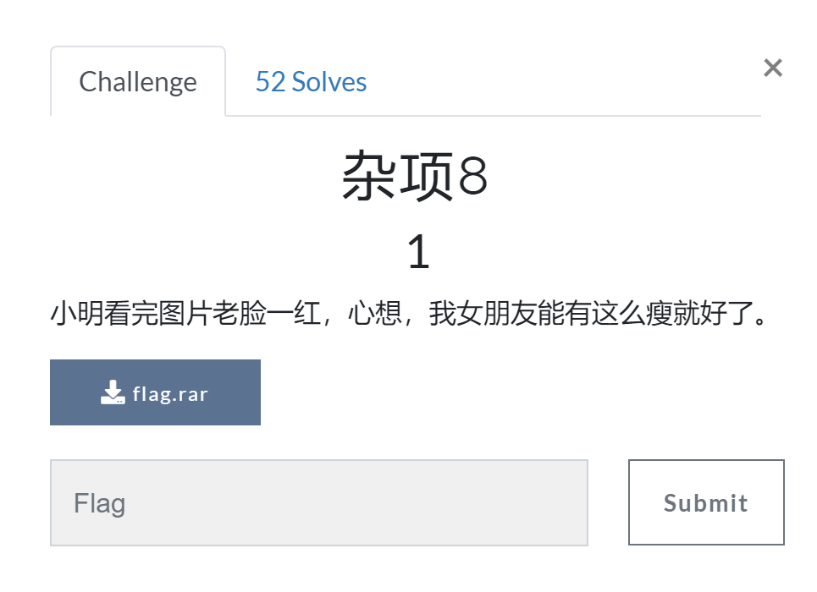 Challenge
52 Solves
×
杂项8
1
小明看完图片老脸一红，心想，我女朋友能有这么瘦就好了。
flag.rar
Flag
Submit